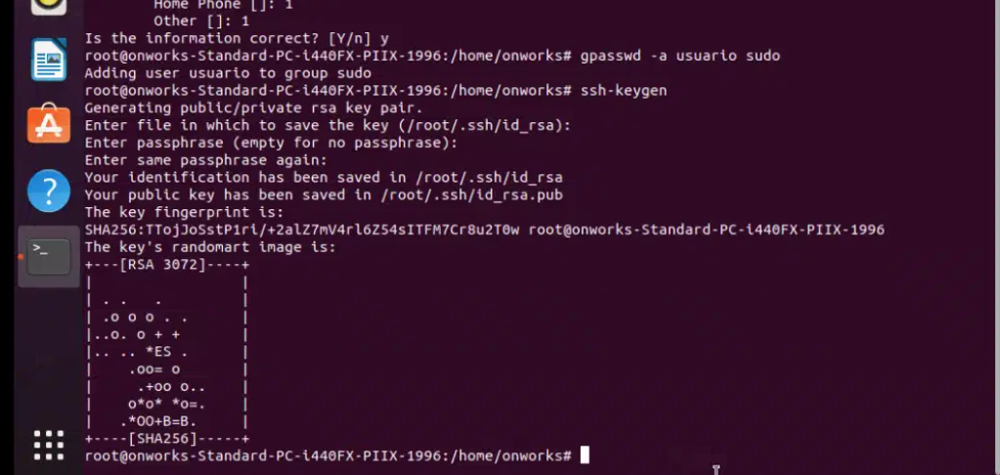 Home Phone []: 1
Other []: 1
Is the information correct? [Y/n] y
root@onworks-Standard-PC-i440FX-PIIX-1996:/home/onworks# gpasswd -a usuario sudo
Adding user usuario to group sudo
root@onworks-Standard-PC-i440FX-PIIX-1996:/home/onworks# ssh-keygen
Generating public/private rsa key pair.
Enter file in which to save the key (/root/.ssh/id_rsa):
Enter passphrase (empty for no passphrase):
Enter same passphrase again:
Your identification has been saved in /root/.ssh/id_rsa
Your public key has been saved in /root/.ssh/id_rsa.pub
The key fingerprint is:
SHA256:TTojJoSstP1ri/+2alZ7mV4rl6Z54sITFM7Cr8u2T0w root@onworks-Standard-PC-i440FX-PIIX-1996
The key's randomart image is:
+---[RSA 3072]----+
|                 |
| . .   .         |
| .o o o . .      |
|..o. o + +       |
|.. .. *ES .      |
|    .oo= o       |
|     .+oo o..    |
|    o*o* *o=.    |
|   .*OO+B=B.     |
+----[SHA256]-----+
root@onworks-Standard-PC-i440FX-PIIX-1996:/home/onworks#